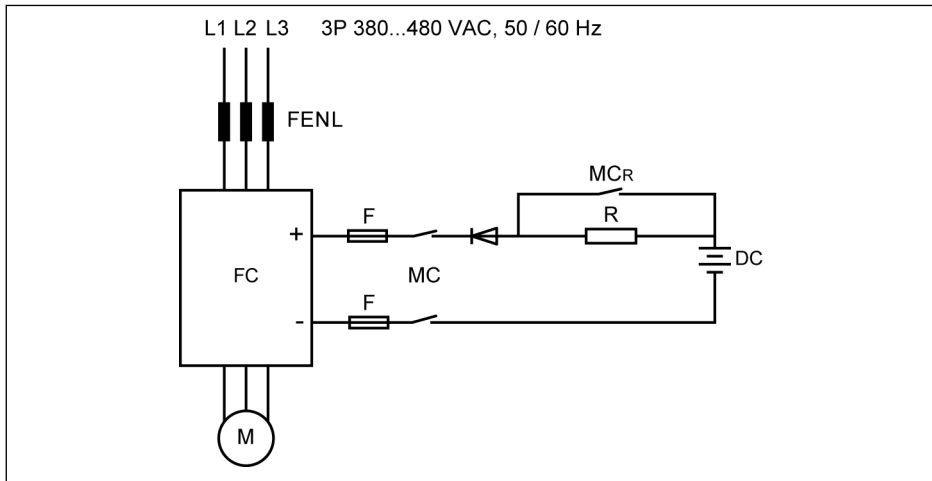 L1 L2 L3 3P 380...480 VAC, 50 / 60 Hz
FENL
MCR
F R
+
FC MC DC
F
-
M